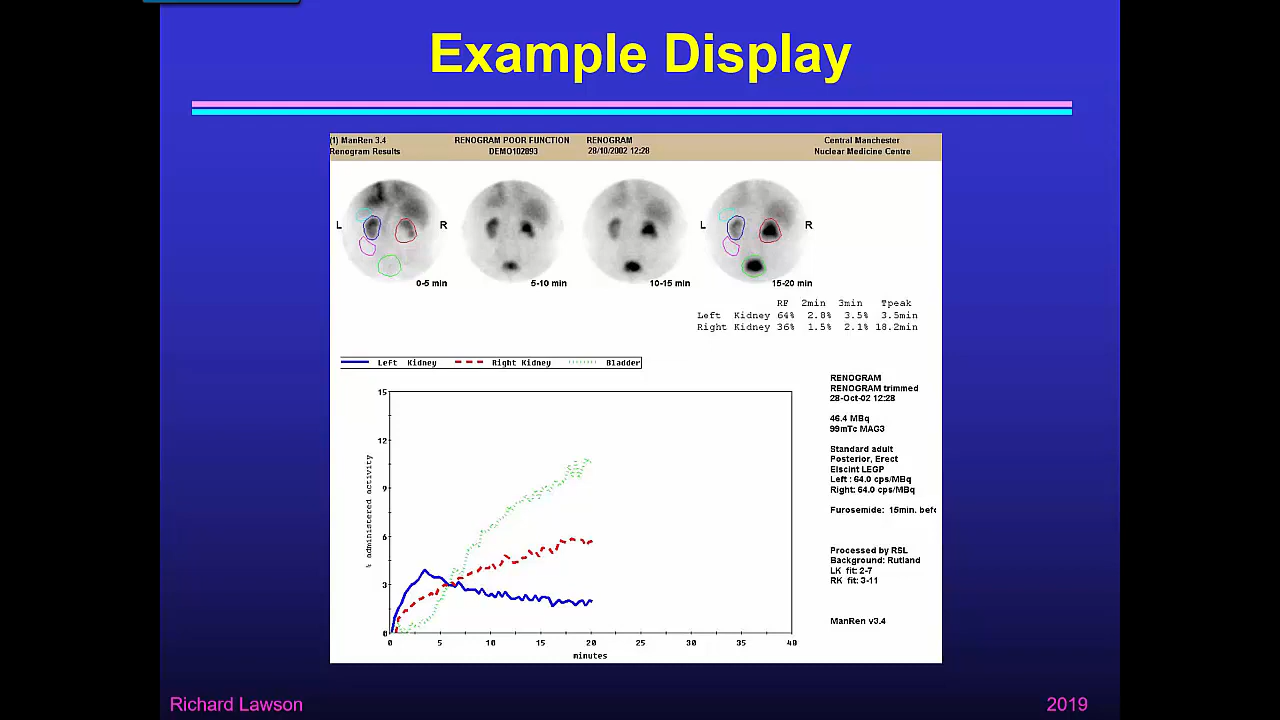 Example Display
(1) ManRen 3.4 RENOGRAM POOR FUNCTION RENOGRAM Central Manchester
Renogram Results DEMO102893 28/10/2002 12:28 Nuclear Medicine Centre
L R L R
0-5 min 5-10 min 10-15 min 15-20 min
RF 2min 3min Tpeak
Left Kidney 64% 2.8% 3.5% 3.5min
Right Kidney 36% 1.5% 2.1% 18.2min
Left Kidney Right Kidney Bladder
RENOGRAM
RENOGRAM trimmed
28-Oct-02 12:28
46.4 MBq
99mTc MAG3
Standard adult
Posterior, Erect
Elscint LEGP
Left : 64.0 cps/MBq
Right: 64.0 cps/MBq
Furosemide: 15min. befo
Processed by RSL
Background: Rutland
LK fit: 2-7
RK fit: 3-11
ManRen v3.4
% administered activity
15
12
9
6
3
0
0 5 10 15 20 25 30 35 40
minutes
Richard Lawson 2019